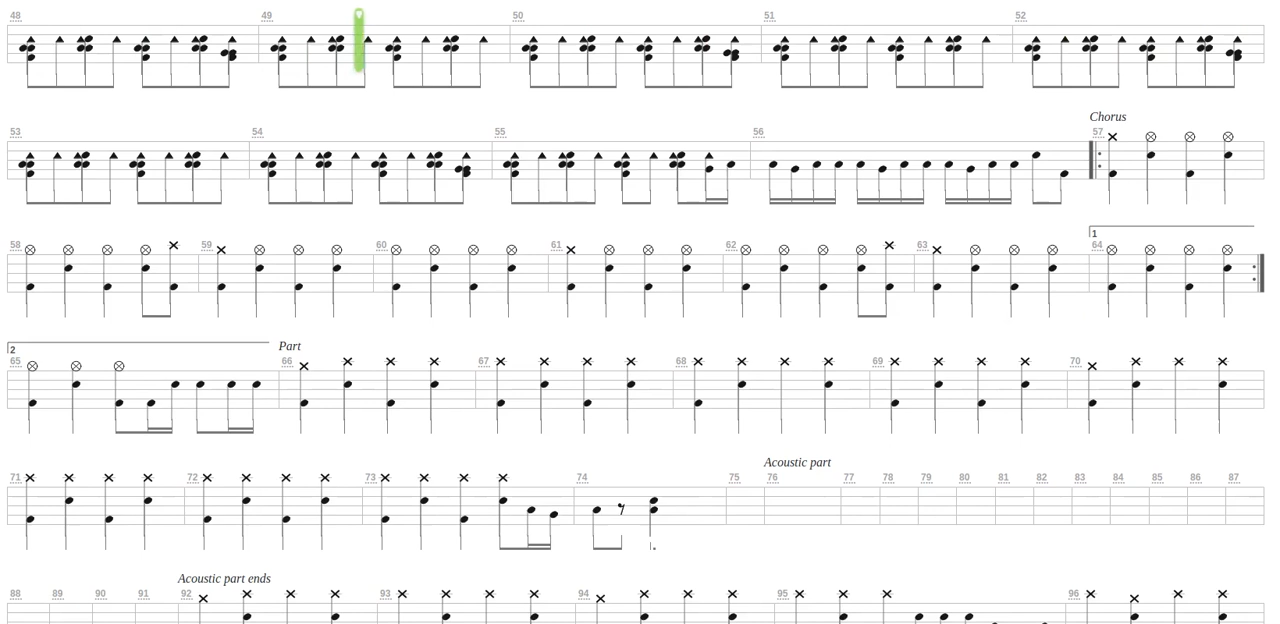 48 49 50 51 52
Chorus
53 54 55 56 57
1
58 59 60 61 62 63 64
2
Part
65 66 67 68 69 70
Acoustic part
71 72 73 74 75 76 77 78 79 80 81 82 83 84 85 86 87
Acoustic part ends
88 89 90 91 92 93 94 95 96